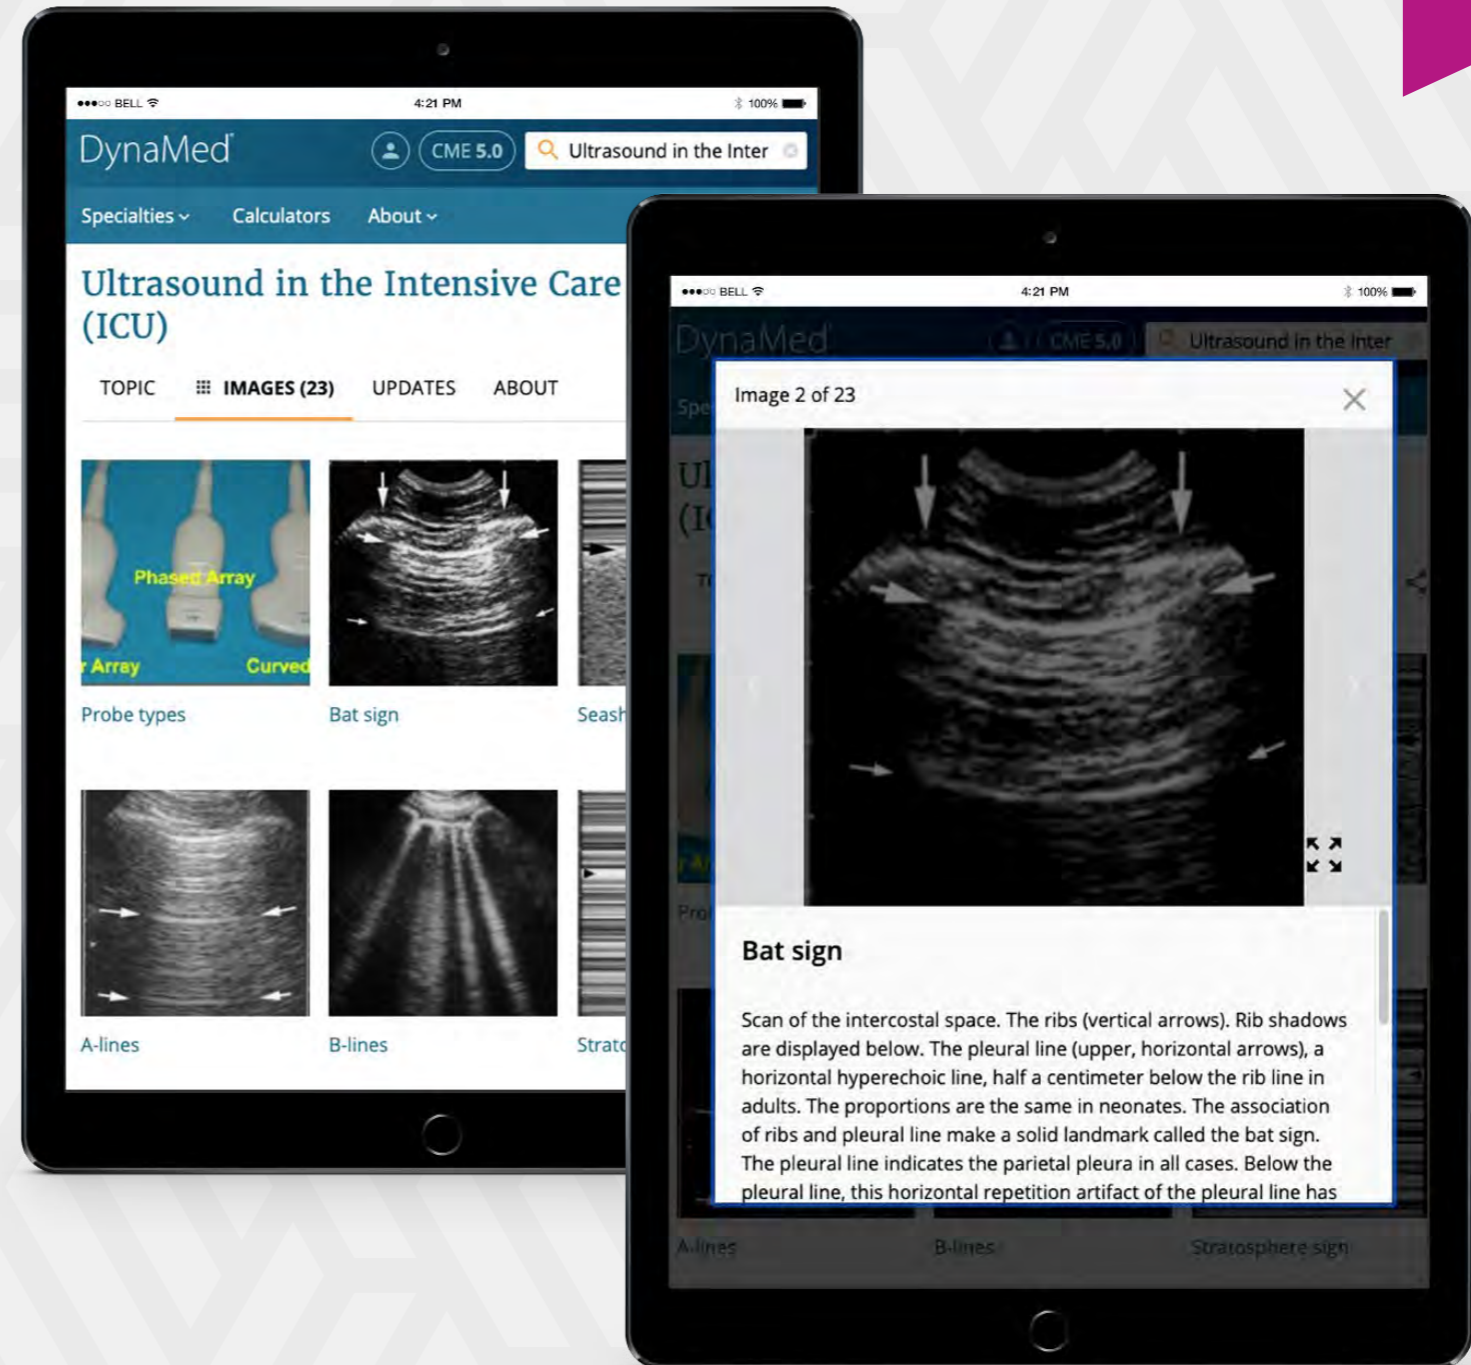 BELL
4:21 PM
100%
DynaMed
CME 5.0
Ultrasound in the Inter
Specialties
Calculators
About
Ultrasound in the Intensive Care
(ICU)
TOPIC
IMAGES (23)
UPDATES
ABOUT
Phased Array
r Array
Curved
Probe types
Bat sign
Seash
A-lines
B-lines
Strato
BELL
4:21 PM
100%
DynaMed
CME 5.0
Ultrasound in the Inter
Spe
Image 2 of 23
Ul
(I
Bat sign
Scan of the intercostal space. The ribs (vertical arrows). Rib shadows
are displayed below. The pleural line (upper, horizontal arrows), a
horizontal hyperechoic line, half a centimeter below the rib line in
adults. The proportions are the same in neonates. The association
of ribs and pleural line make a solid landmark called the bat sign.
The pleural line indicates the parietal pleura in all cases. Below the
pleural line, this horizontal repetition artifact of the pleural line has
A-lines
B-lines
Stratosphere sign